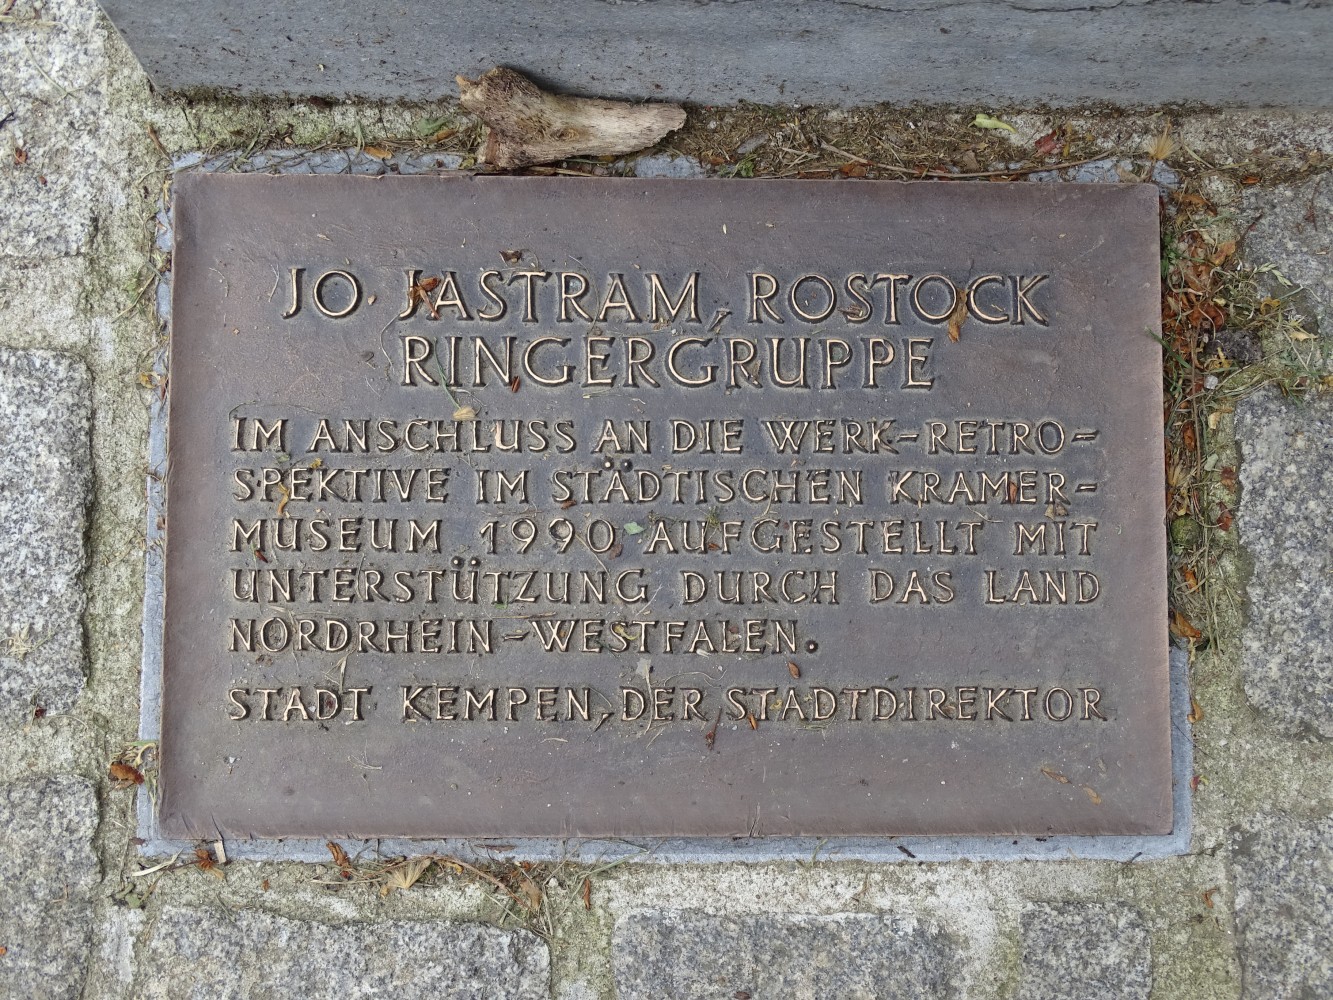 JO. JASTRAM, ROSTOCK
RINGERGRUPPE
IM ANSCHLUSS AN DIE WERK-RETRO-
SPEKTIVE IM STÄDTISCHEN KRAMER-
MUSEUM 1990 AUFGESTELLT MIT
UNTERSTÜTZUNG DURCH DAS LAND
NORDRHEIN-WESTFALEN.
STADT KEMPEN, DER STADTDIREKTOR